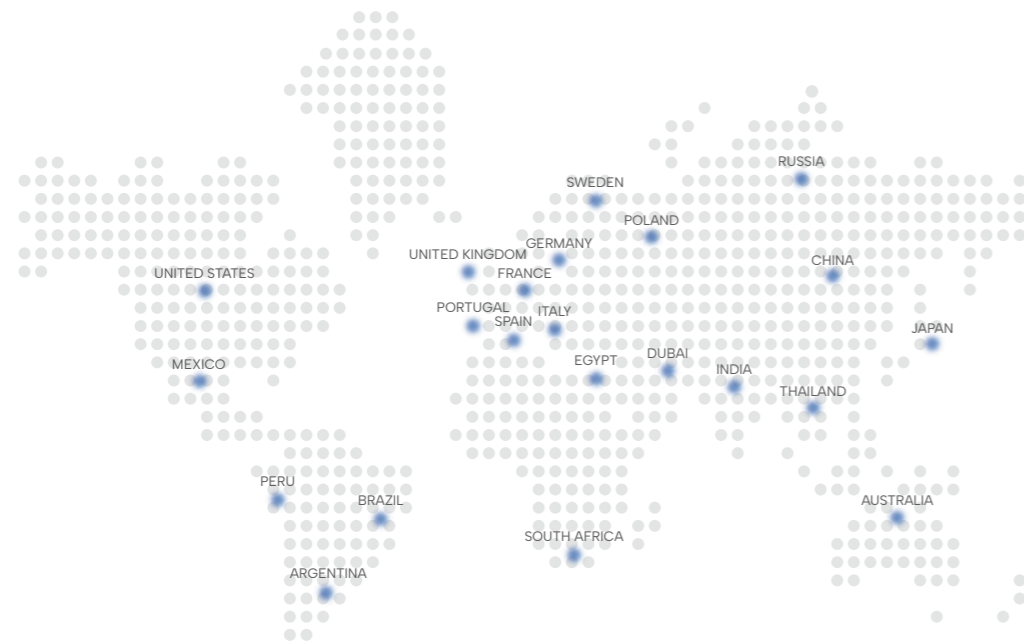 RUSSIA
SWEDEN
POLAND
GERMANY
UNITED KINGDOM
CHINA
UNITED STATES
FRANCE
PORTUGAL
ITALY
SPAIN
JAPAN
DUBAI
EGYPT
MEXICO
INDIA
THAILAND
PERU
BRAZIL
AUSTRALIA
SOUTH AFRICA
ARGENTINA